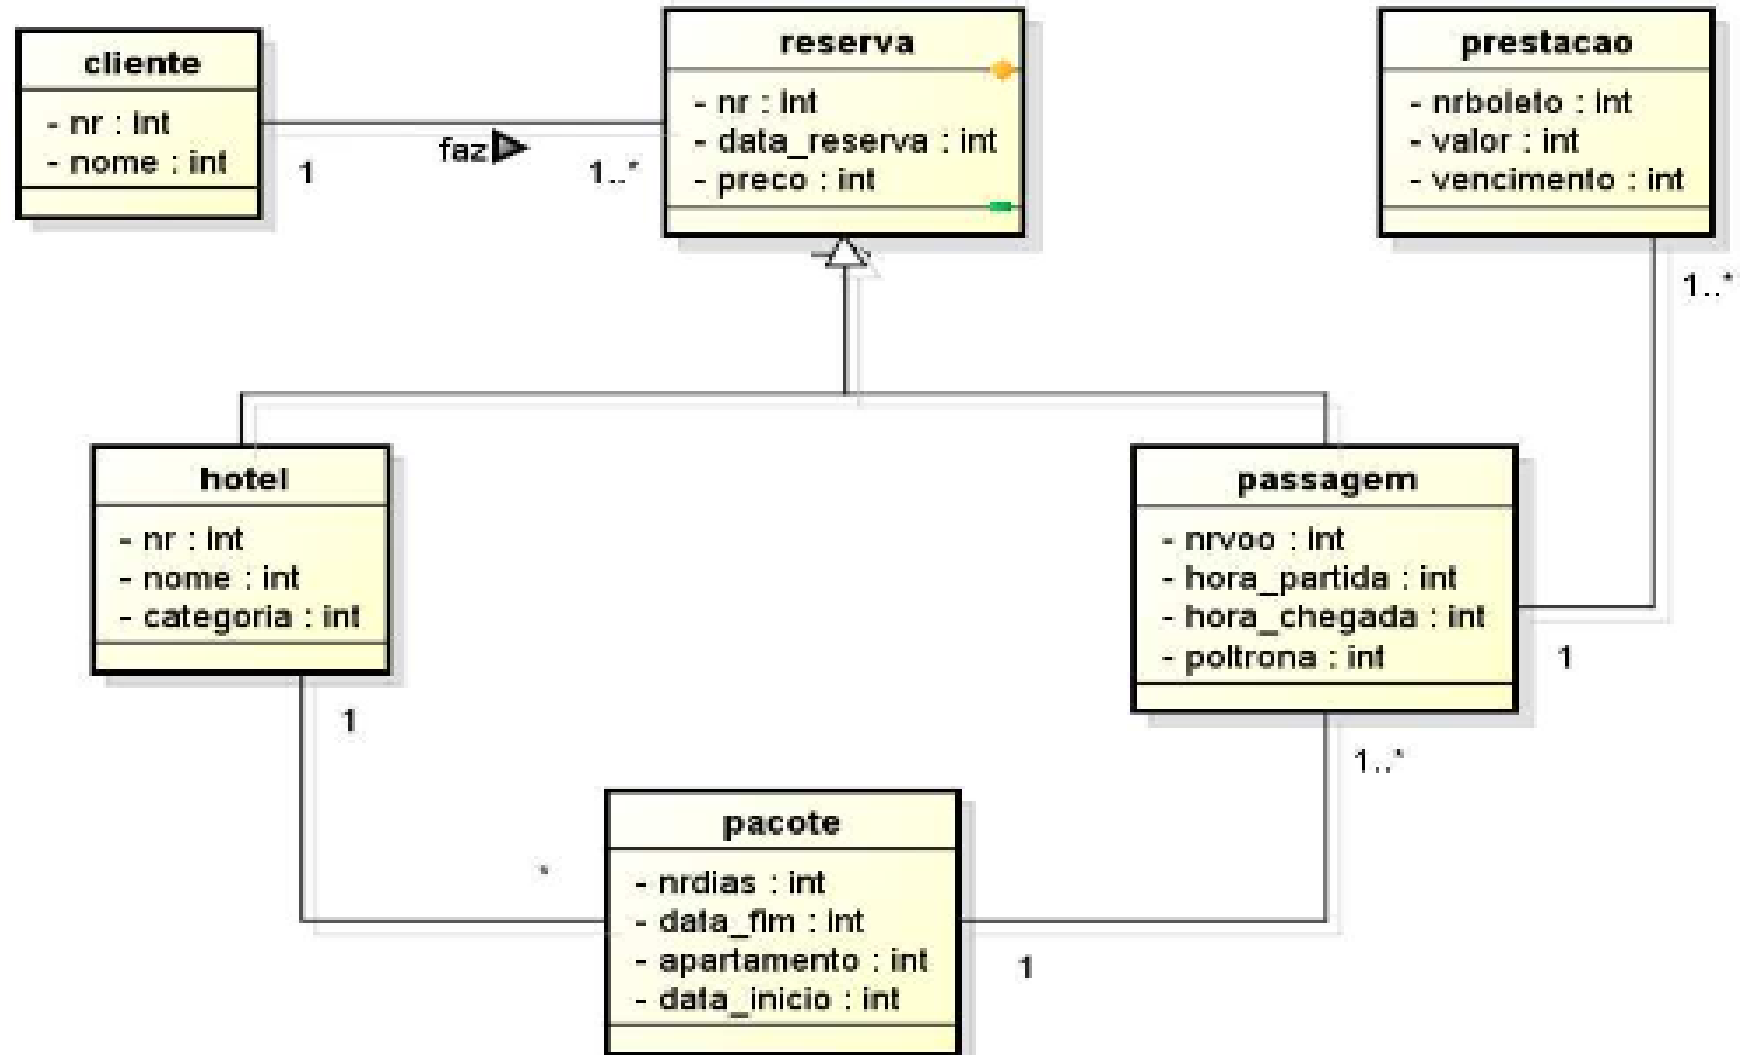 cliente
- nr : int
- nome : int
1
faz
1..*
reserva
- nr : int
- data_reserva : int
- preco : int
prestacao
- nrboleto : int
- valor : int
- vencimento : int
1..*
hotel
- nr : int
- nome : int
- categoria : int
1
passagem
- nrvoo : int
- hora_partida : int
- hora_chegada : int
- poltrona : int
1
1..*
*
pacote
- nrdias : int
- data_fim : int
- apartamento : int
- data_inicio : int
1